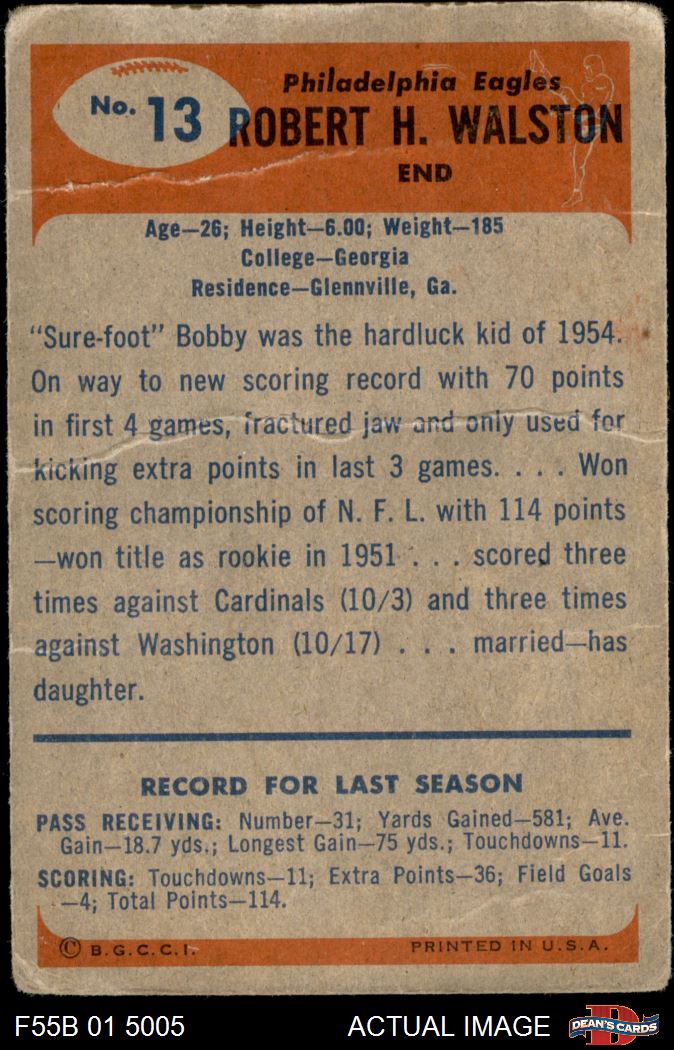 Philadelphia Eagles
No. 13 ROBERT H. WALSTON
END
Age—26; Height—6.00; Weight—185
College—Georgia
Residence—Glennville, Ga.
"Sure-foot" Bobby was the hardluck kid of 1954.
On way to new scoring record with 70 points
in first 4 games, fractured jaw and only used for
kicking extra points in last 3 games. . . . Won
scoring championship of N. F. L. with 114 points
—won title as rookie in 1951 . . . scored three
times against Cardinals (10/3) and three times
against Washington (10/17) . . . married—has
daughter.
RECORD FOR LAST SEASON
PASS RECEIVING: Number—31; Yards Gained—581; Ave.
Gain—18.7 yds.; Longest Gain—75 yds.; Touchdowns—11.
SCORING: Touchdowns—11; Extra Points—36; Field Goals
—4; Total Points—114.
© B.G.C.C.I. PRINTED IN U.S.A.
F55B 01 5005 ACTUAL IMAGE D DEAN'S CARDS